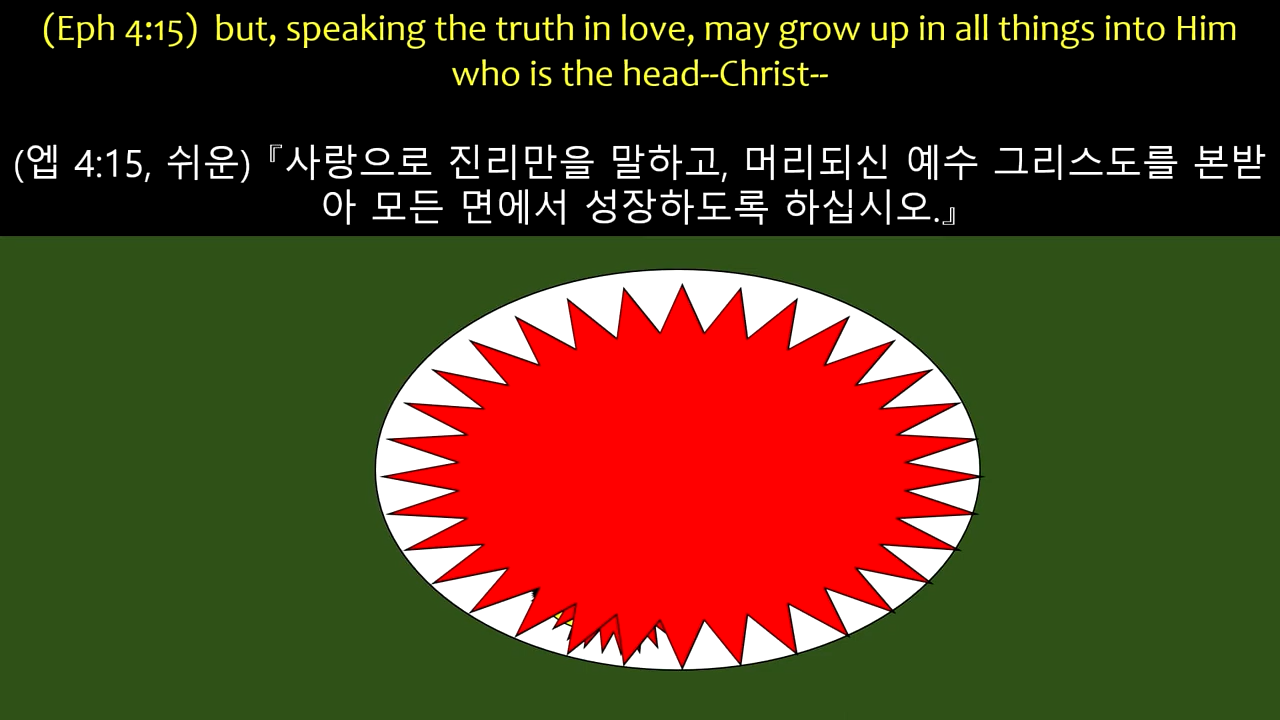 (Eph 4:15)  but, speaking the truth in love, may grow up in all things into Him
who is the head--Christ--
(엡 4:15, 쉬운)『사랑으로 진리만을 말하고, 머리되신 예수 그리스도를 본받
아 모든 면에서 성장하도록 하십시오.』